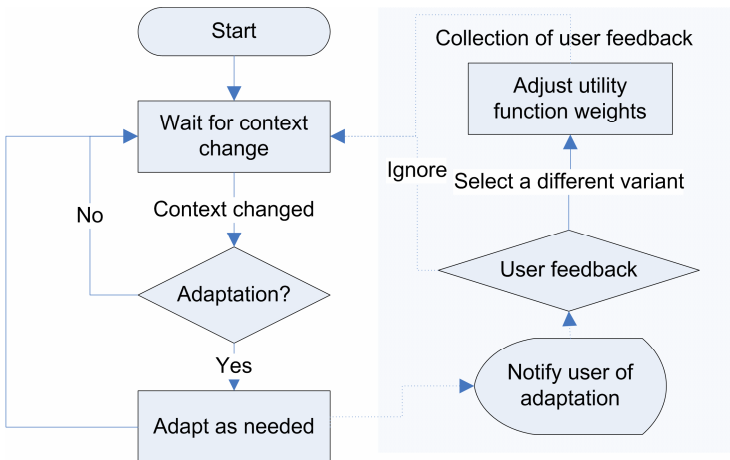 Start
Collection of user feedback
Adjust utility
function weights
Wait for context
change
Ignore
Select a different variant
No
Context changed
User feedback
Adaptation?
Yes
Notify user of
adaptation
Adapt as needed